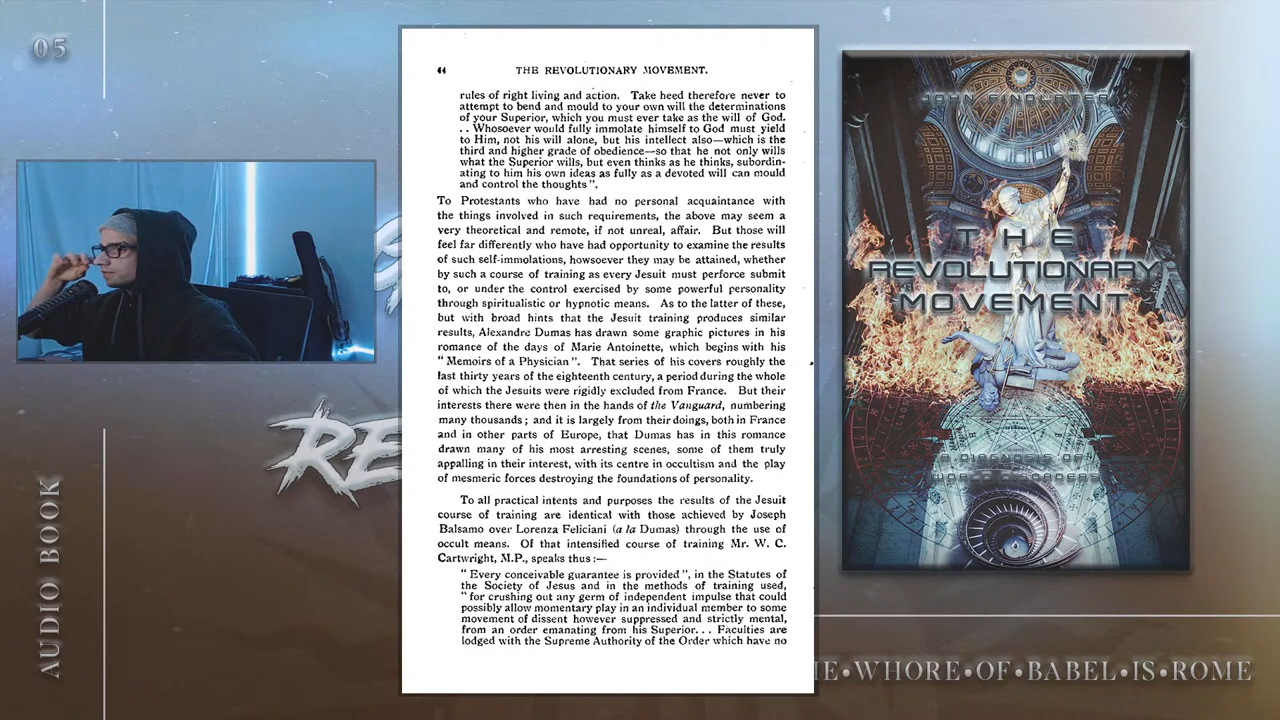 05
AUDIO BOOK
RE
44 THE REVOLUTIONARY MOVEMENT.
rules of right living and action. Take heed therefore never to
attempt to bend and mould to your own will the determinations
of your Superior, which you must ever take as the will of God.
. . Whosoever would fully immolate himself to God must yield
to Him, not his will alone, but his intellect also—which is the
third and higher grade of obedience—so that he not only wills
what the Superior wills, but even thinks as he thinks, subordin-
ating to him his own ideas as fully as a devoted will can mould
and control the thoughts".
To Protestants who have had no personal acquaintance with
the things involved in such requirements, the above may seem a
very theoretical and remote, if not unreal, affair. But those will
feel far differently who have had opportunity to examine the results
of such self-immolations, howsoever they may be attained, whether
by such a course of training as every Jesuit must perforce submit
to, or under the control exercised by some powerful personality
through spiritualistic or hypnotic means. As to the latter of these,
but with broad hints that the Jesuit training produces similar
results, Alexandre Dumas has drawn some graphic pictures in his
romance of the days of Marie Antoinette, which begins with his
"Memoirs of a Physician". That series of his covers roughly the
last thirty years of the eighteenth century, a period during the whole
of which the Jesuits were rigidly excluded from France. But their
interests there were then in the hands of the Vanguard, numbering
many thousands; and it is largely from their doings, both in France
and in other parts of Europe, that Dumas has in this romance
drawn many of his most arresting scenes, some of them truly
appalling in their interest, with its centre in occultism and the play
of mesmeric forces destroying the foundations of personality.
To all practical intents and purposes the results of the Jesuit
course of training are identical with those achieved by Joseph
Balsamo over Lorenza Feliciani (a la Dumas) through the use of
occult means. Of that intensified course of training Mr. W. C.
Cartwright, M.P., speaks thus:—
"Every conceivable guarantee is provided", in the Statutes of
the Society of Jesus and in the methods of training used,
"for crushing out any germ of independent impulse that could
possibly allow momentary play in an individual member to some
movement of dissent however suppressed and strictly mental,
from an order emanating from his Superior. . . Faculties are
lodged with the Supreme Authority of the Order which have no
JOHN FINDLATER
THE
REVOLUTIONARY
MOVEMENT
A DIAGNOSIS OF
WORLD DISORDERS
E•WHORE•OF•BABEL•IS•ROME